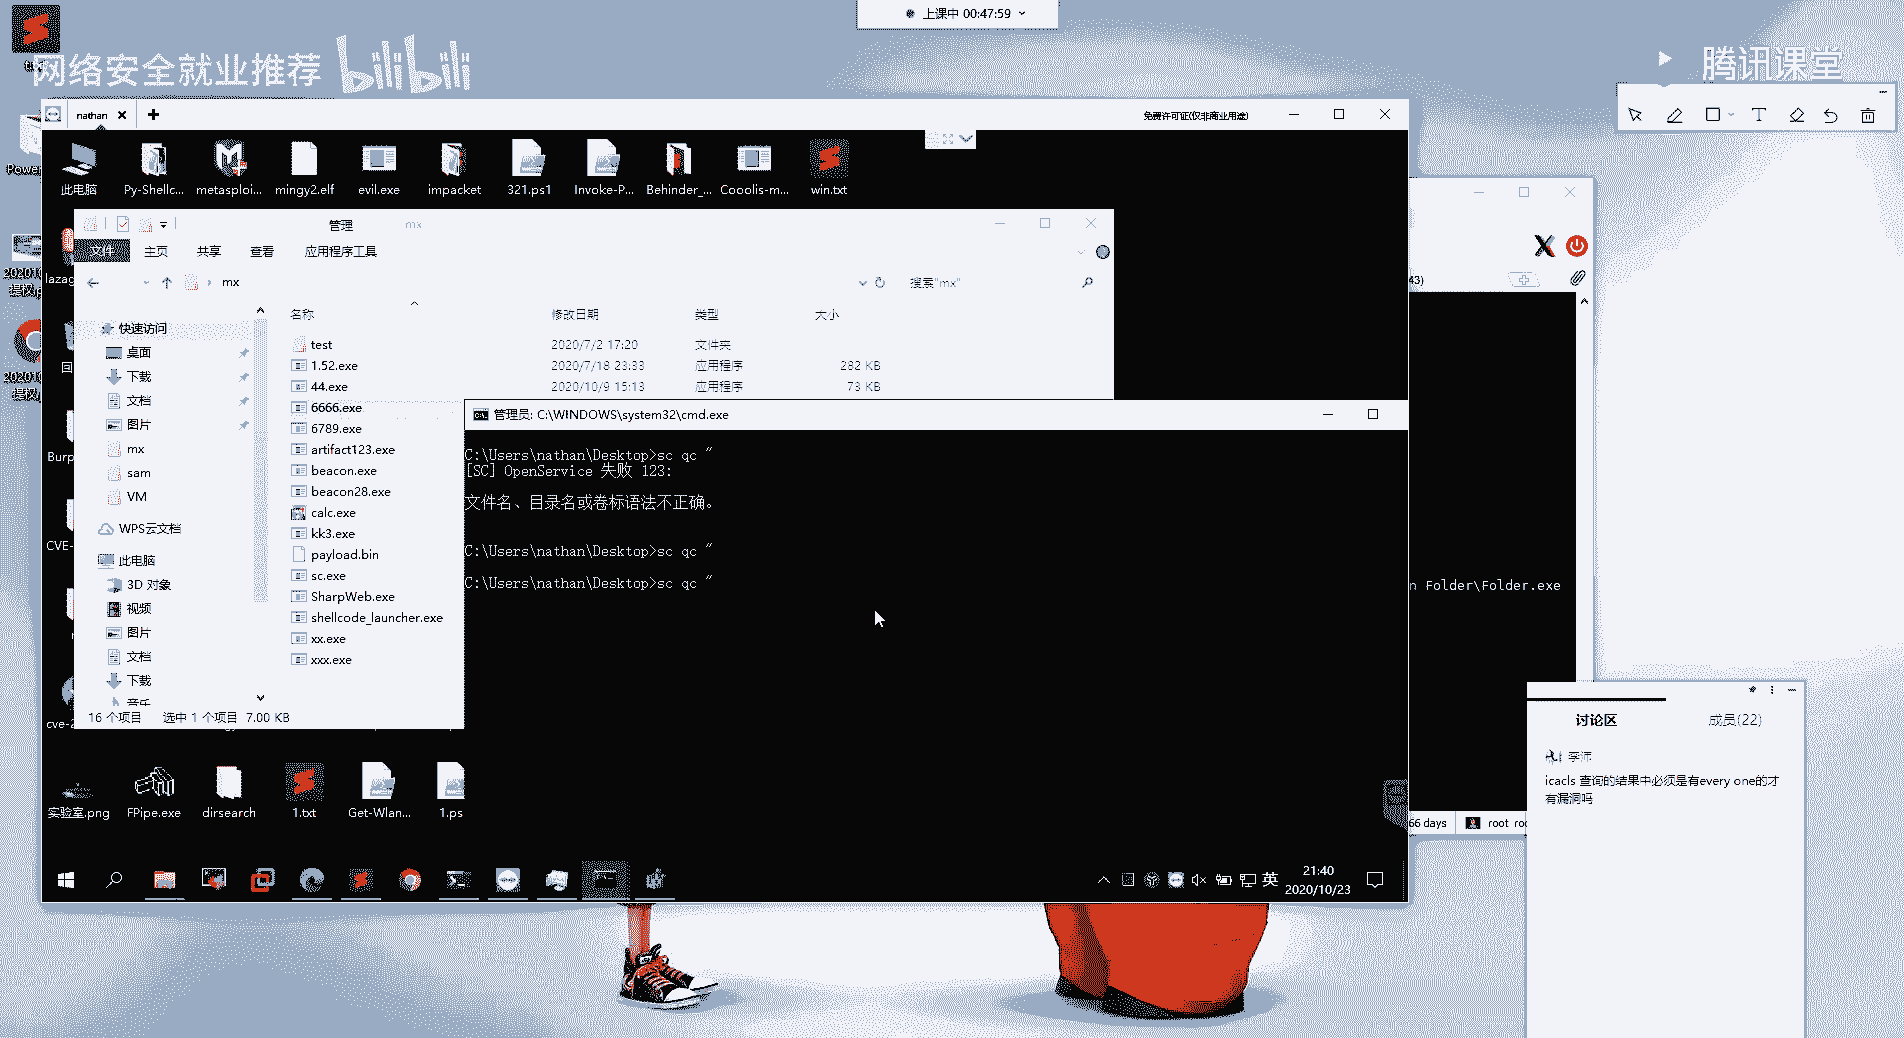 上课中 00:47:59
网络安全就业推荐 bilibili
腾讯课堂
nathan
免费许可证(仅非商业用途)
此电脑
Py-Shellc...
metasploi...
mingy2.elf
evil.exe
impacket
321.ps1
Invoke-P...
Behinder_...
Cooolis-m...
win.txt
管理
mx
文件
主页
共享
查看
应用程序工具
mx
搜索"mx"
名称
修改日期
类型
大小
快速访问
桌面
下载
文档
图片
mx
sam
VM
WPS云文档
此电脑
3D 对象
视频
图片
文档
下载
音乐
test 2020/7/2 17:20 文件夹
1.52.exe 2020/7/18 23:33 应用程序 282 KB
44.exe 2020/10/9 15:13 应用程序 73 KB
6666.exe
6789.exe
artifact123.exe
beacon.exe
beacon28.exe
calc.exe
kk3.exe
payload.bin
sc.exe
SharpWeb.exe
shellcode_launcher.exe
xx.exe
xxx.exe
16 个项目 选中 1 个项目 7.00 KB
管理员: C:\WINDOWS\system32\cmd.exe
C:\Users\nathan\Desktop>sc qc "
[SC] OpenService 失败 123:
文件名、目录名或卷标语法不正确。
C:\Users\nathan\Desktop>sc qc "
C:\Users\nathan\Desktop>sc qc "
43)
n Folder\Folder.exe
66 days
root
实验室.png
FPipe.exe
dirsearch
1.txt
Get-Wlan...
1.ps
英
21:40
2020/10/23
讨论区
成员(22)
icacls 查询的结果中必须是有every one的才
有漏洞吗